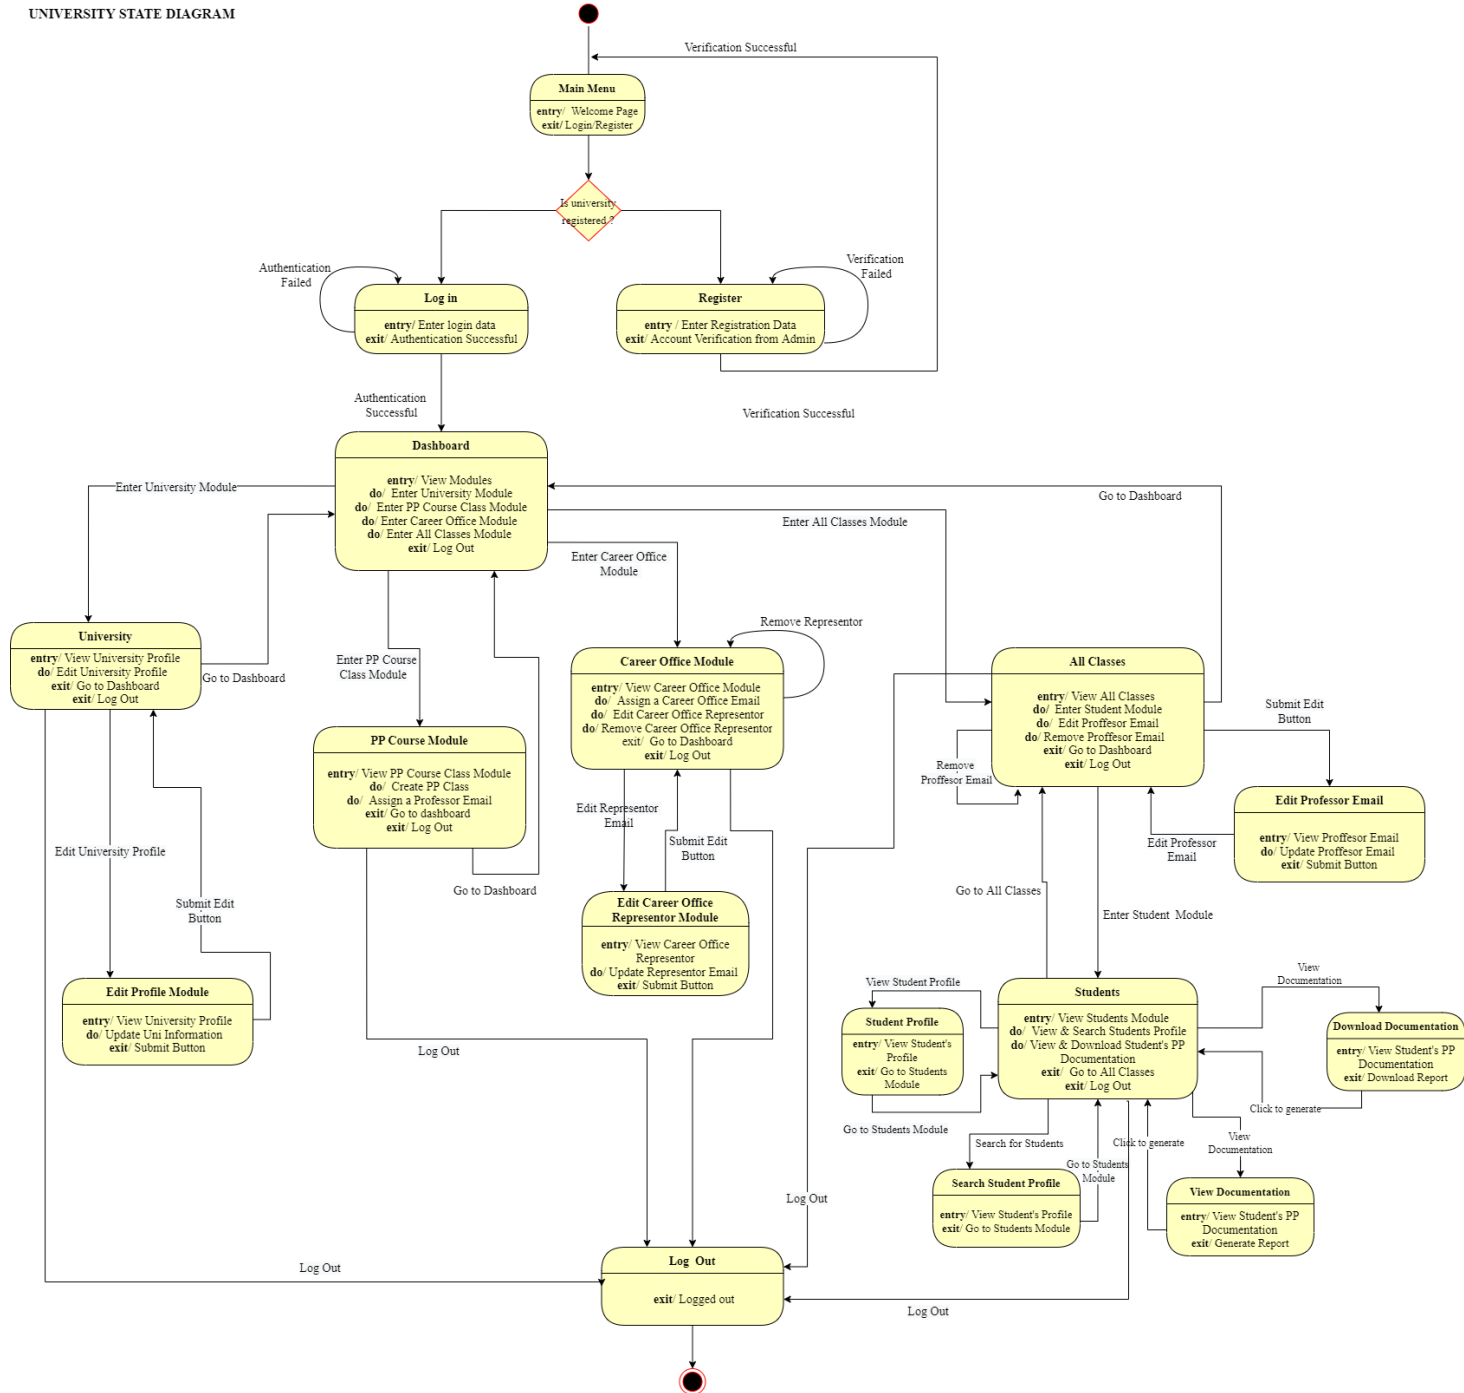 UNIVERSITY STATE DIAGRAM
Verification Successful
Main Menu
entry/ Welcome Page
exit/ Login/Register
Is university
registered ?
Authentication
Failed
Verification
Failed
Log in
entry/ Enter login data
exit/ Authentication Successful
Register
entry / Enter Registration Data
exit/ Account Verification from Admin
Authentication
Successful
Verification Successful
Dashboard
entry/ View Modules
do/ Enter University Module
do/ Enter PP Course Class Module
do/ Enter Career Office Module
do/ Enter All Classes Module
exit/ Log Out
Enter University Module
Go to Dashboard
Enter All Classes Module
Enter Career Office
Module
University
entry/ View University Profile
do/ Edit University Profile
exit/ Go to Dashboard
exit/ Log Out
Go to Dashboard
Enter PP Course
Class Module
Remove Representor
Career Office Module
entry/ View Career Office Module
do/ Assign a Career Office Email
do/ Edit Career Office Representor
do/ Remove Career Office Representor
exit/ Go to Dashboard
exit/ Log Out
All Classes
entry/ View All Classes
do/ Enter Student Module
do/ Edit Proffesor Email
do/ Remove Proffesor Email
exit/ Go to Dashboard
exit/ Log Out
Submit Edit
Button
Remove
Proffesor Email
PP Course Module
entry/ View PP Course Class Module
do/ Create PP Class
do/ Assign a Professor Email
exit/ Go to dashboard
exit/ Log Out
Edit Professor Email
entry/ View Proffesor Email
do/ Update Proffesor Email
exit/ Submit Button
Edit Representor
Email
Submit Edit
Button
Edit Professor
Email
Edit University Profile
Go to Dashboard
Go to All Classes
Submit Edit
Button
Edit Career Office
Representor Module
entry/ View Career Office
Representor
do/ Update Representor Email
exit/ Submit Button
Enter Student Module
Edit Profile Module
entry/ View University Profile
do/ Update Uni Information
exit/ Submit Button
View Student Profile
Students
entry/ View Students Module
do/ View & Search Students Profile
do/ View & Download Student's PP
Documentation
exit/ Go to All Classes
exit/ Log Out
View
Documentation
Student Profile
entry/ View Student's
Profile
exit/ Go to Students
Module
Download Documentation
entry/ View Student's PP
Documentation
exit/ Download Report
Log Out
Click to generate
Go to Students Module
Search for Students
Click to generate
View
Documentation
Go to Students
Module
Search Student Profile
entry/ View Student's Profile
exit/ Go to Students Module
View Documentation
entry/ View Student's PP
Documentation
exit/ Generate Report
Log Out
Log Out
Log Out
exit/ Logged out
Log Out